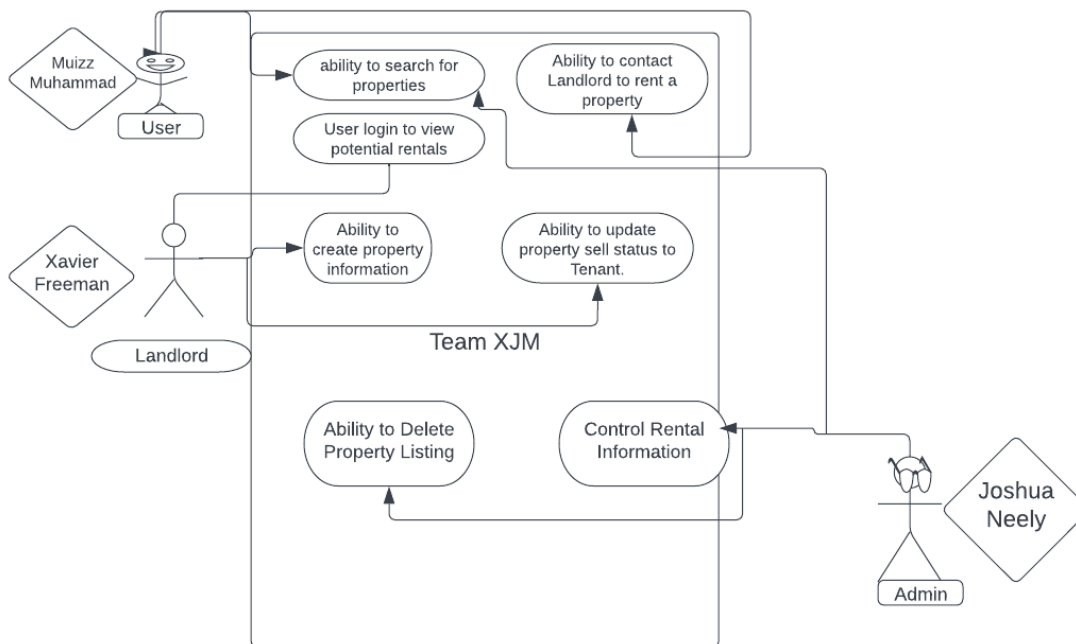 Muizz
Muhammad
User
ability to search for
properties
Ability to contact
Landlord to rent a
property
User login to view
potential rentals
Xavier
Freeman
Landlord
Ability to
create property
information
Ability to update
property sell status to
Tenant.
Team XJM
Ability to Delete
Property Listing
Control Rental
Information
Joshua
Neely
Admin